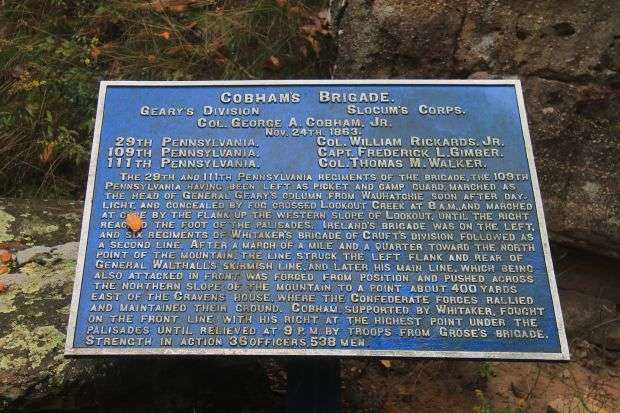 COBHAMS BRIGADE.
GEARY'S DIVISION SLOCUM'S CORPS.
COL. GEORGE A. COBHAM, JR.
NOV. 24TH. 1863.
29TH PENNSYLVANIA. COL. WILLIAM RICKARDS, JR.
109TH PENNSYLVANIA. CAPT. FREDERICK L. GIMBER.
111TH PENNSYLVANIA. COL. THOMAS M. WALKER.
THE 29TH AND 111TH PENNSYLVANIA REGIMENTS OF THE BRIGADE, THE 109TH
PENNSYLVANIA HAVING BEEN LEFT AS PICKET AND CAMP GUARD, MARCHED AS
THE HEAD OF GENERAL GEARY'S COLUMN FROM WAUHATCHIE SOON AFTER DAY-
LIGHT, AND CONCEALED BY FOG CROSSED LOOKOUT CREEK AT 8 A.M. AND MARCHED
AT ONCE BY THE FLANK UP THE WESTERN SLOPE OF LOOKOUT, UNTIL THE RIGHT
REACHED THE FOOT OF THE PALISADES. IRELAND'S BRIGADE WAS ON THE LEFT,
AND SIX REGIMENTS OF WHITAKER'S BRIGADE OF CRUFT'S DIVISION FOLLOWED AS
A SECOND LINE. AFTER A MARCH OF A MILE AND A QUARTER TOWARD THE NORTH
POINT OF THE MOUNTAIN, THE LINE STRUCK THE LEFT FLANK AND REAR OF
GENERAL WALTHALL'S SKIRMISH LINE, AND LATER HIS MAIN LINE, WHICH BEING
ALSO ATTACKED IN FRONT, WAS FORCED FROM POSITION AND PUSHED ACROSS
THE NORTHERN SLOPE OF THE MOUNTAIN TO A POINT ABOUT 400 YARDS
EAST OF THE CRAVENS HOUSE, WHERE THE CONFEDERATE FORCES RALLIED
AND MAINTAINED THEIR GROUND. COBHAM, SUPPORTED BY WHITAKER, FOUGHT
ON THE FRONT LINE, WITH HIS RIGHT AT THE HIGHEST POINT UNDER THE
PALISADES UNTIL RELIEVED AT 9 P.M. BY TROOPS FROM GROSE'S BRIGADE.
STRENGTH IN ACTION 36 OFFICERS 538 MEN.